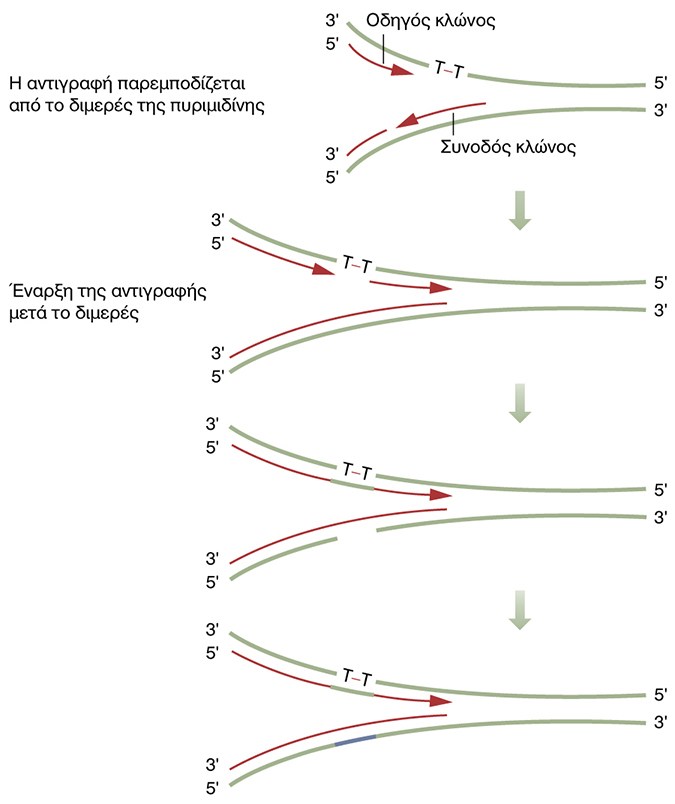 3'
Οδηγός κλώνος
5'
T–T
Η αντιγραφή παρεμποδίζεται
από το διμερές της πυριμιδίνης
5'
3'
Συνοδός κλώνος
3'
5'
3'
5'
T–T
Έναρξη της αντιγραφής
μετά το διμερές
5'
3'
3'
5'
3'
5'
T–T
5'
3'
3'
5'
3'
5'
T–T
5'
3'
3'
5'